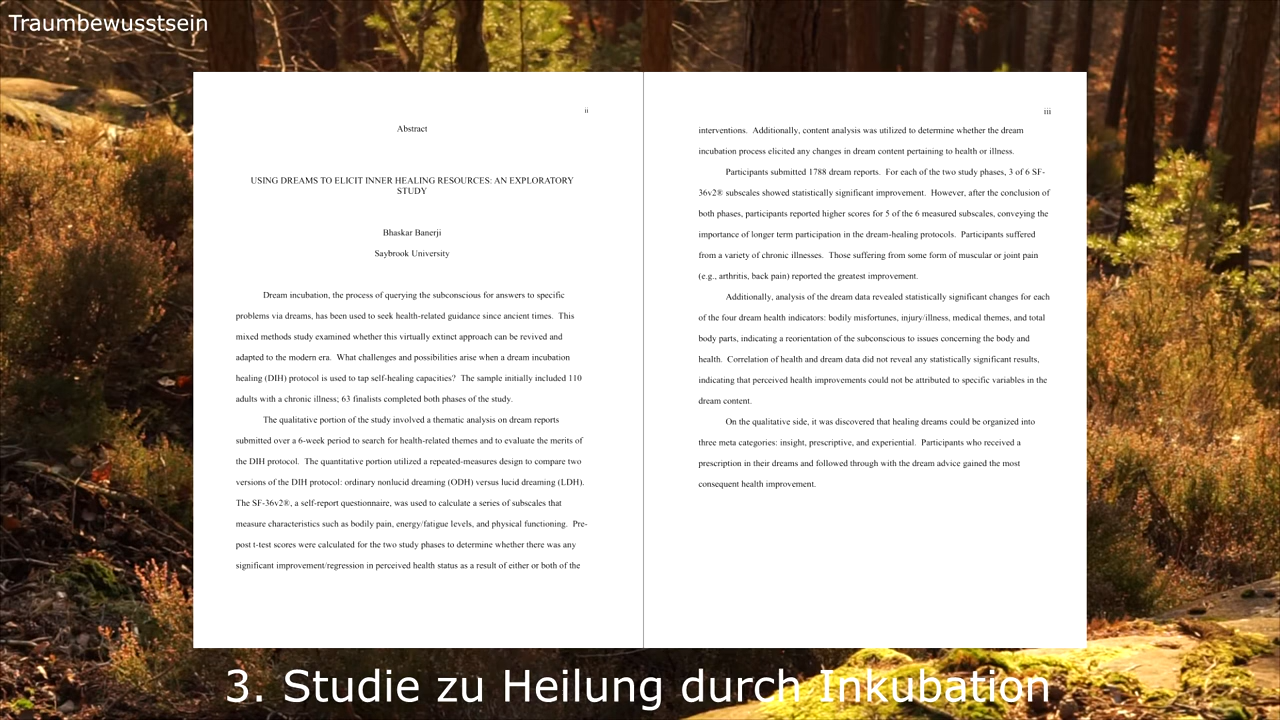 Traumbewusstsein
ii
Abstract
USING DREAMS TO ELICIT INNER HEALING RESOURCES: AN EXPLORATORY
STUDY
Bhaskar Banerji
Saybrook University
Dream incubation, the process of querying the subconscious for answers to specific
problems via dreams, has been used to seek health-related guidance since ancient times.  This
mixed methods study examined whether this virtually extinct approach can be revived and
adapted to the modern era.  What challenges and possibilities arise when a dream incubation
healing (DIH) protocol is used to tap self-healing capacities?  The sample initially included 110
adults with a chronic illness; 63 finalists completed both phases of the study.
The qualitative portion of the study involved a thematic analysis on dream reports
submitted over a 6-week period to search for health-related themes and to evaluate the merits of
the DIH protocol.  The quantitative portion utilized a repeated-measures design to compare two
versions of the DIH protocol: ordinary nonlucid dreaming (ODH) versus lucid dreaming (LDH).
The SF-36v2®, a self-report questionnaire, was used to calculate a series of subscales that
measure characteristics such as bodily pain, energy/fatigue levels, and physical functioning.  Pre-
post t-test scores were calculated for the two study phases to determine whether there was any
significant improvement/regression in perceived health status as a result of either or both of the
iii
interventions.  Additionally, content analysis was utilized to determine whether the dream
incubation process elicited any changes in dream content pertaining to health or illness.
Participants submitted 1788 dream reports.  For each of the two study phases, 3 of 6 SF-
36v2® subscales showed statistically significant improvement.  However, after the conclusion of
both phases, participants reported higher scores for 5 of the 6 measured subscales, conveying the
importance of longer term participation in the dream-healing protocols.  Participants suffered
from a variety of chronic illnesses.  Those suffering from some form of muscular or joint pain
(e.g., arthritis, back pain) reported the greatest improvement.
Additionally, analysis of the dream data revealed statistically significant changes for each
of the four dream health indicators: bodily misfortunes, injury/illness, medical themes, and total
body parts, indicating a reorientation of the subconscious to issues concerning the body and
health.  Correlation of health and dream data did not reveal any statistically significant results,
indicating that perceived health improvements could not be attributed to specific variables in the
dream content.
On the qualitative side, it was discovered that healing dreams could be organized into
three meta categories: insight, prescriptive, and experiential.  Participants who received a
prescription in their dreams and followed through with the dream advice gained the most
consequent health improvement.
3. Studie zu Heilung durch Inkubation